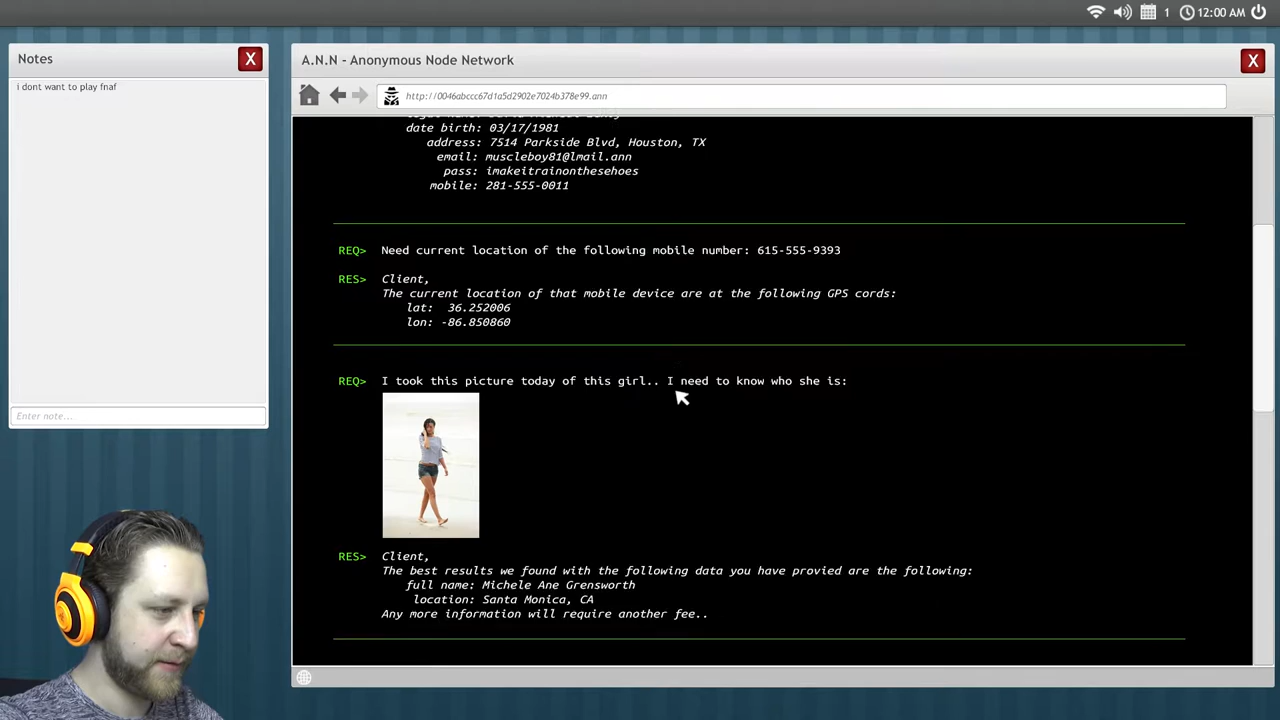 1 12:00 AM
Notes X
i dont want to play fnaf
Enter note...
A.N.N - Anonymous Node Network X
http://0046abccc67d1a5d2902e7024b378e99.ann
date birth: 03/17/1981
address: 7514 Parkside Blvd, Houston, TX
email: muscleboy81@lmail.ann
pass: imakeitrainonthesehoes
mobile: 281-555-0011
REQ> Need current location of the following mobile number: 615-555-9393
RES> Client,
The current location of that mobile device are at the following GPS cords:
lat: 36.252006
lon: -86.850860
REQ> I took this picture today of this girl.. I need to know who she is:
RES> Client,
The best results we found with the following data you have provied are the following:
full name: Michele Ane Grensworth
location: Santa Monica, CA
Any more information will require another fee..